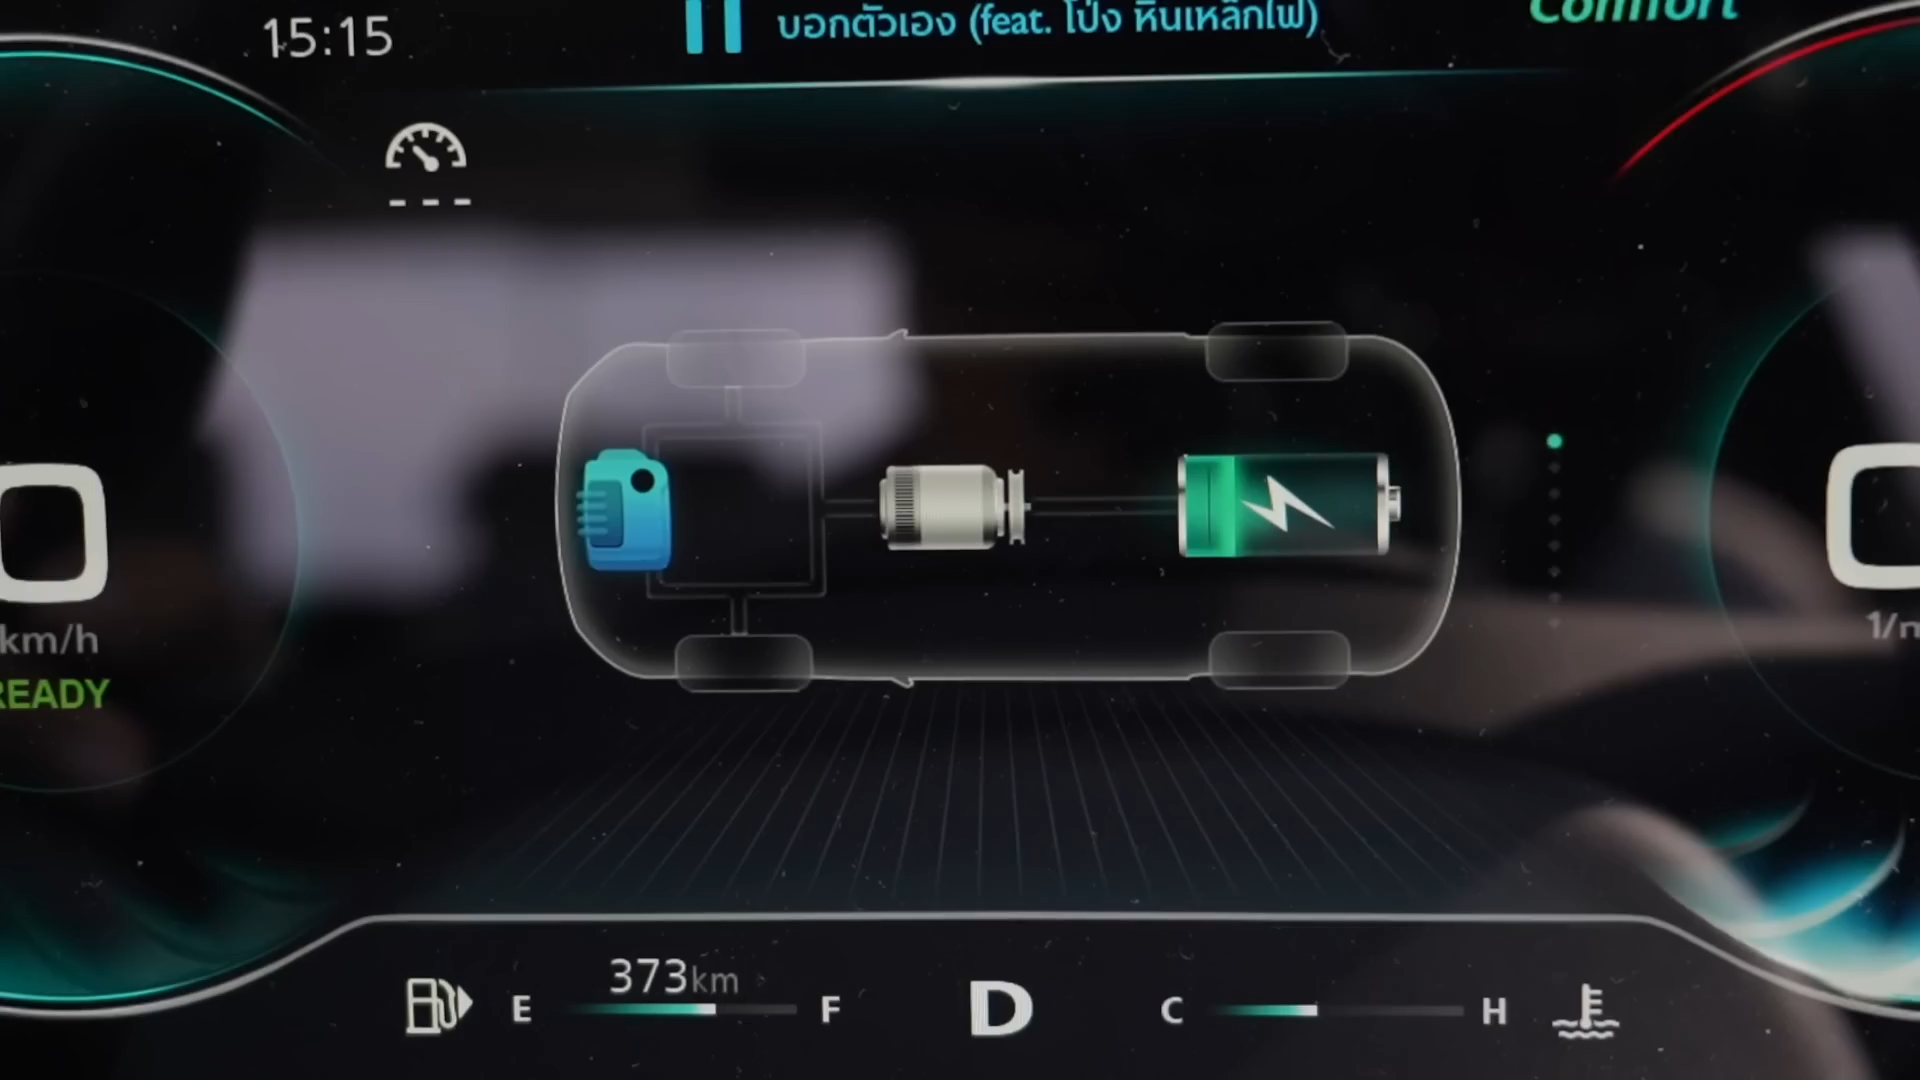 15:15
บอกตัวเอง (feat. โป่ง หินเหล็กไฟ)
Comfort
---
0
km/h
READY
0
373km
E F
D
C H